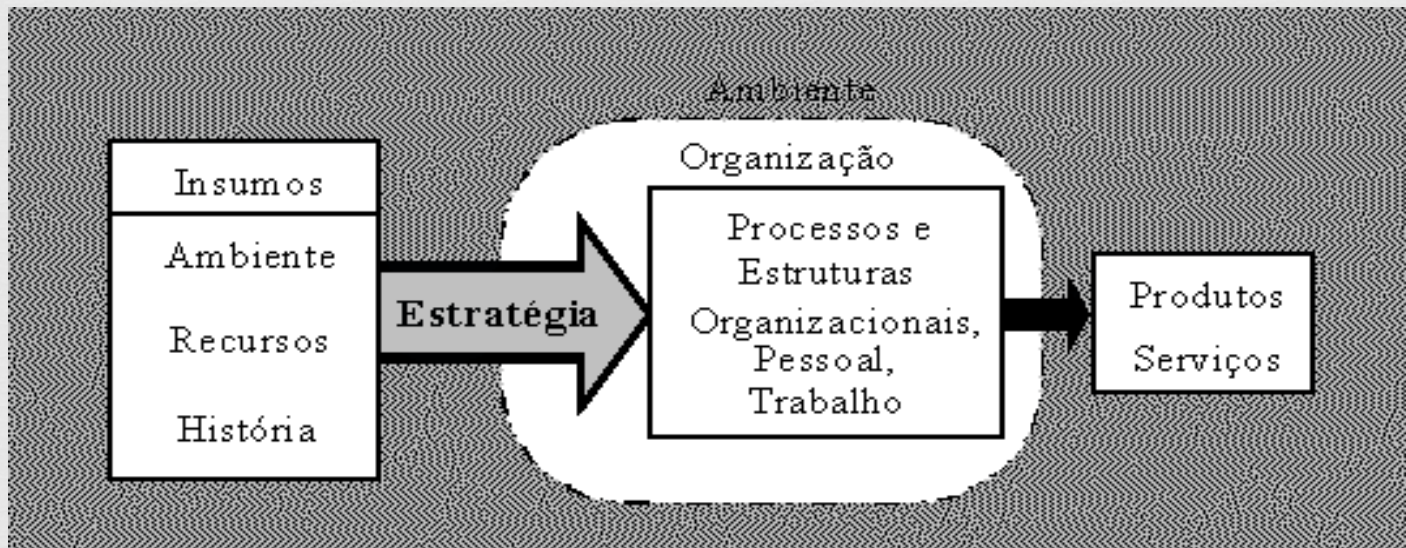 Insumos
Ambiente
Recursos
História
Estratégia
Ambiente
Organização
Processos e
Estruturas
Organizacionais,
Pessoal,
Trabalho
Produtos
Serviços